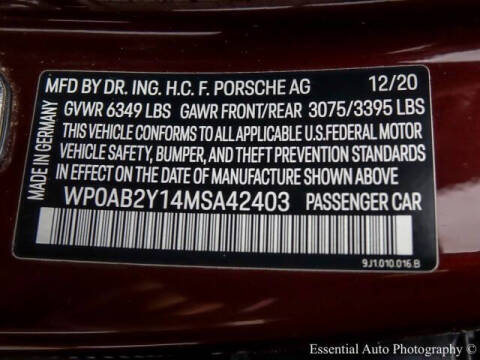 MFD BY DR. ING. H.C. F. PORSCHE AG 12/20
GVWR 6349 LBS GAWR FRONT/REAR 3075/3395 LBS
THIS VEHICLE CONFORMS TO ALL APPLICABLE U.S.FEDERAL MOTOR
VEHICLE SAFETY, BUMPER, AND THEFT PREVENTION STANDARDS
IN EFFECT ON THE DATE OF MANUFACTURE SHOWN ABOVE
WP0AB2Y14MSA42403 PASSENGER CAR
MADE IN GERMANY
9J1.010.016.B
Essential Auto Photography ©